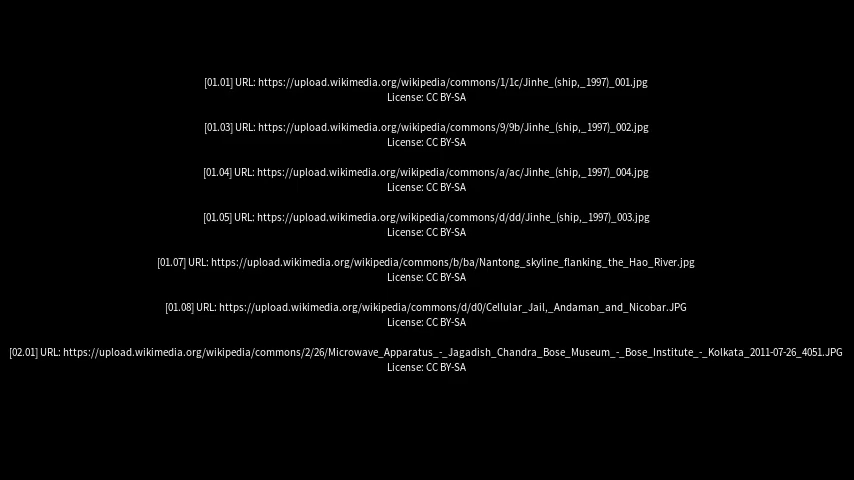 [01.01] URL: https://upload.wikimedia.org/wikipedia/commons/1/1c/Jinhe_(ship,_1997)_001.jpg
License: CC BY-SA
[01.03] URL: https://upload.wikimedia.org/wikipedia/commons/9/9b/Jinhe_(ship,_1997)_002.jpg
License: CC BY-SA
[01.04] URL: https://upload.wikimedia.org/wikipedia/commons/a/ac/Jinhe_(ship,_1997)_004.jpg
License: CC BY-SA
[01.05] URL: https://upload.wikimedia.org/wikipedia/commons/d/dd/Jinhe_(ship,_1997)_003.jpg
License: CC BY-SA
[01.07] URL: https://upload.wikimedia.org/wikipedia/commons/b/ba/Nantong_skyline_flanking_the_Hao_River.jpg
License: CC BY-SA
[01.08] URL: https://upload.wikimedia.org/wikipedia/commons/d/d0/Cellular_Jail,_Andaman_and_Nicobar.JPG
License: CC BY-SA
[02.01] URL: https://upload.wikimedia.org/wikipedia/commons/2/26/Microwave_Apparatus_-_Jagadish_Chandra_Bose_Museum_-_Bose_Institute_-_Kolkata_2011-07-26_4051.JPG
License: CC BY-SA